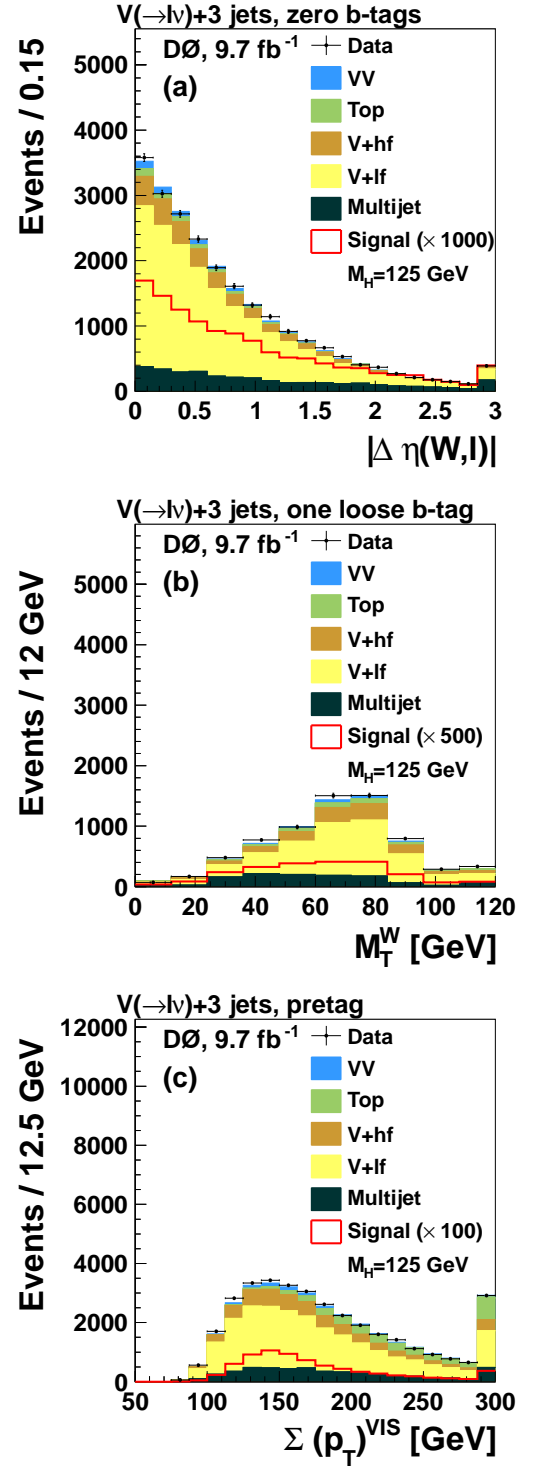 V(→lν)+3 jets, zero b-tags
DØ, 9.7 fb⁻¹
(a)
Data
VV
Top
V+hf
V+lf
Multijet
Signal (× 1000)
M_H=125 GeV
Events / 0.15
5000
4000
3000
2000
1000
0
0 0.5 1 1.5 2 2.5 3
|Δ η(W,l)|
V(→lν)+3 jets, one loose b-tag
DØ, 9.7 fb⁻¹
(b)
Data
VV
Top
V+hf
V+lf
Multijet
Signal (× 500)
M_H=125 GeV
Events / 12 GeV
5000
4000
3000
2000
1000
0
0 20 40 60 80 100 120
M_T^W [GeV]
V(→lν)+3 jets, pretag
DØ, 9.7 fb⁻¹
(c)
Data
VV
Top
V+hf
V+lf
Multijet
Signal (× 100)
M_H=125 GeV
Events / 12.5 GeV
12000
10000
8000
6000
4000
2000
0
50 100 150 200 250 300
Σ (p_T)^VIS [GeV]